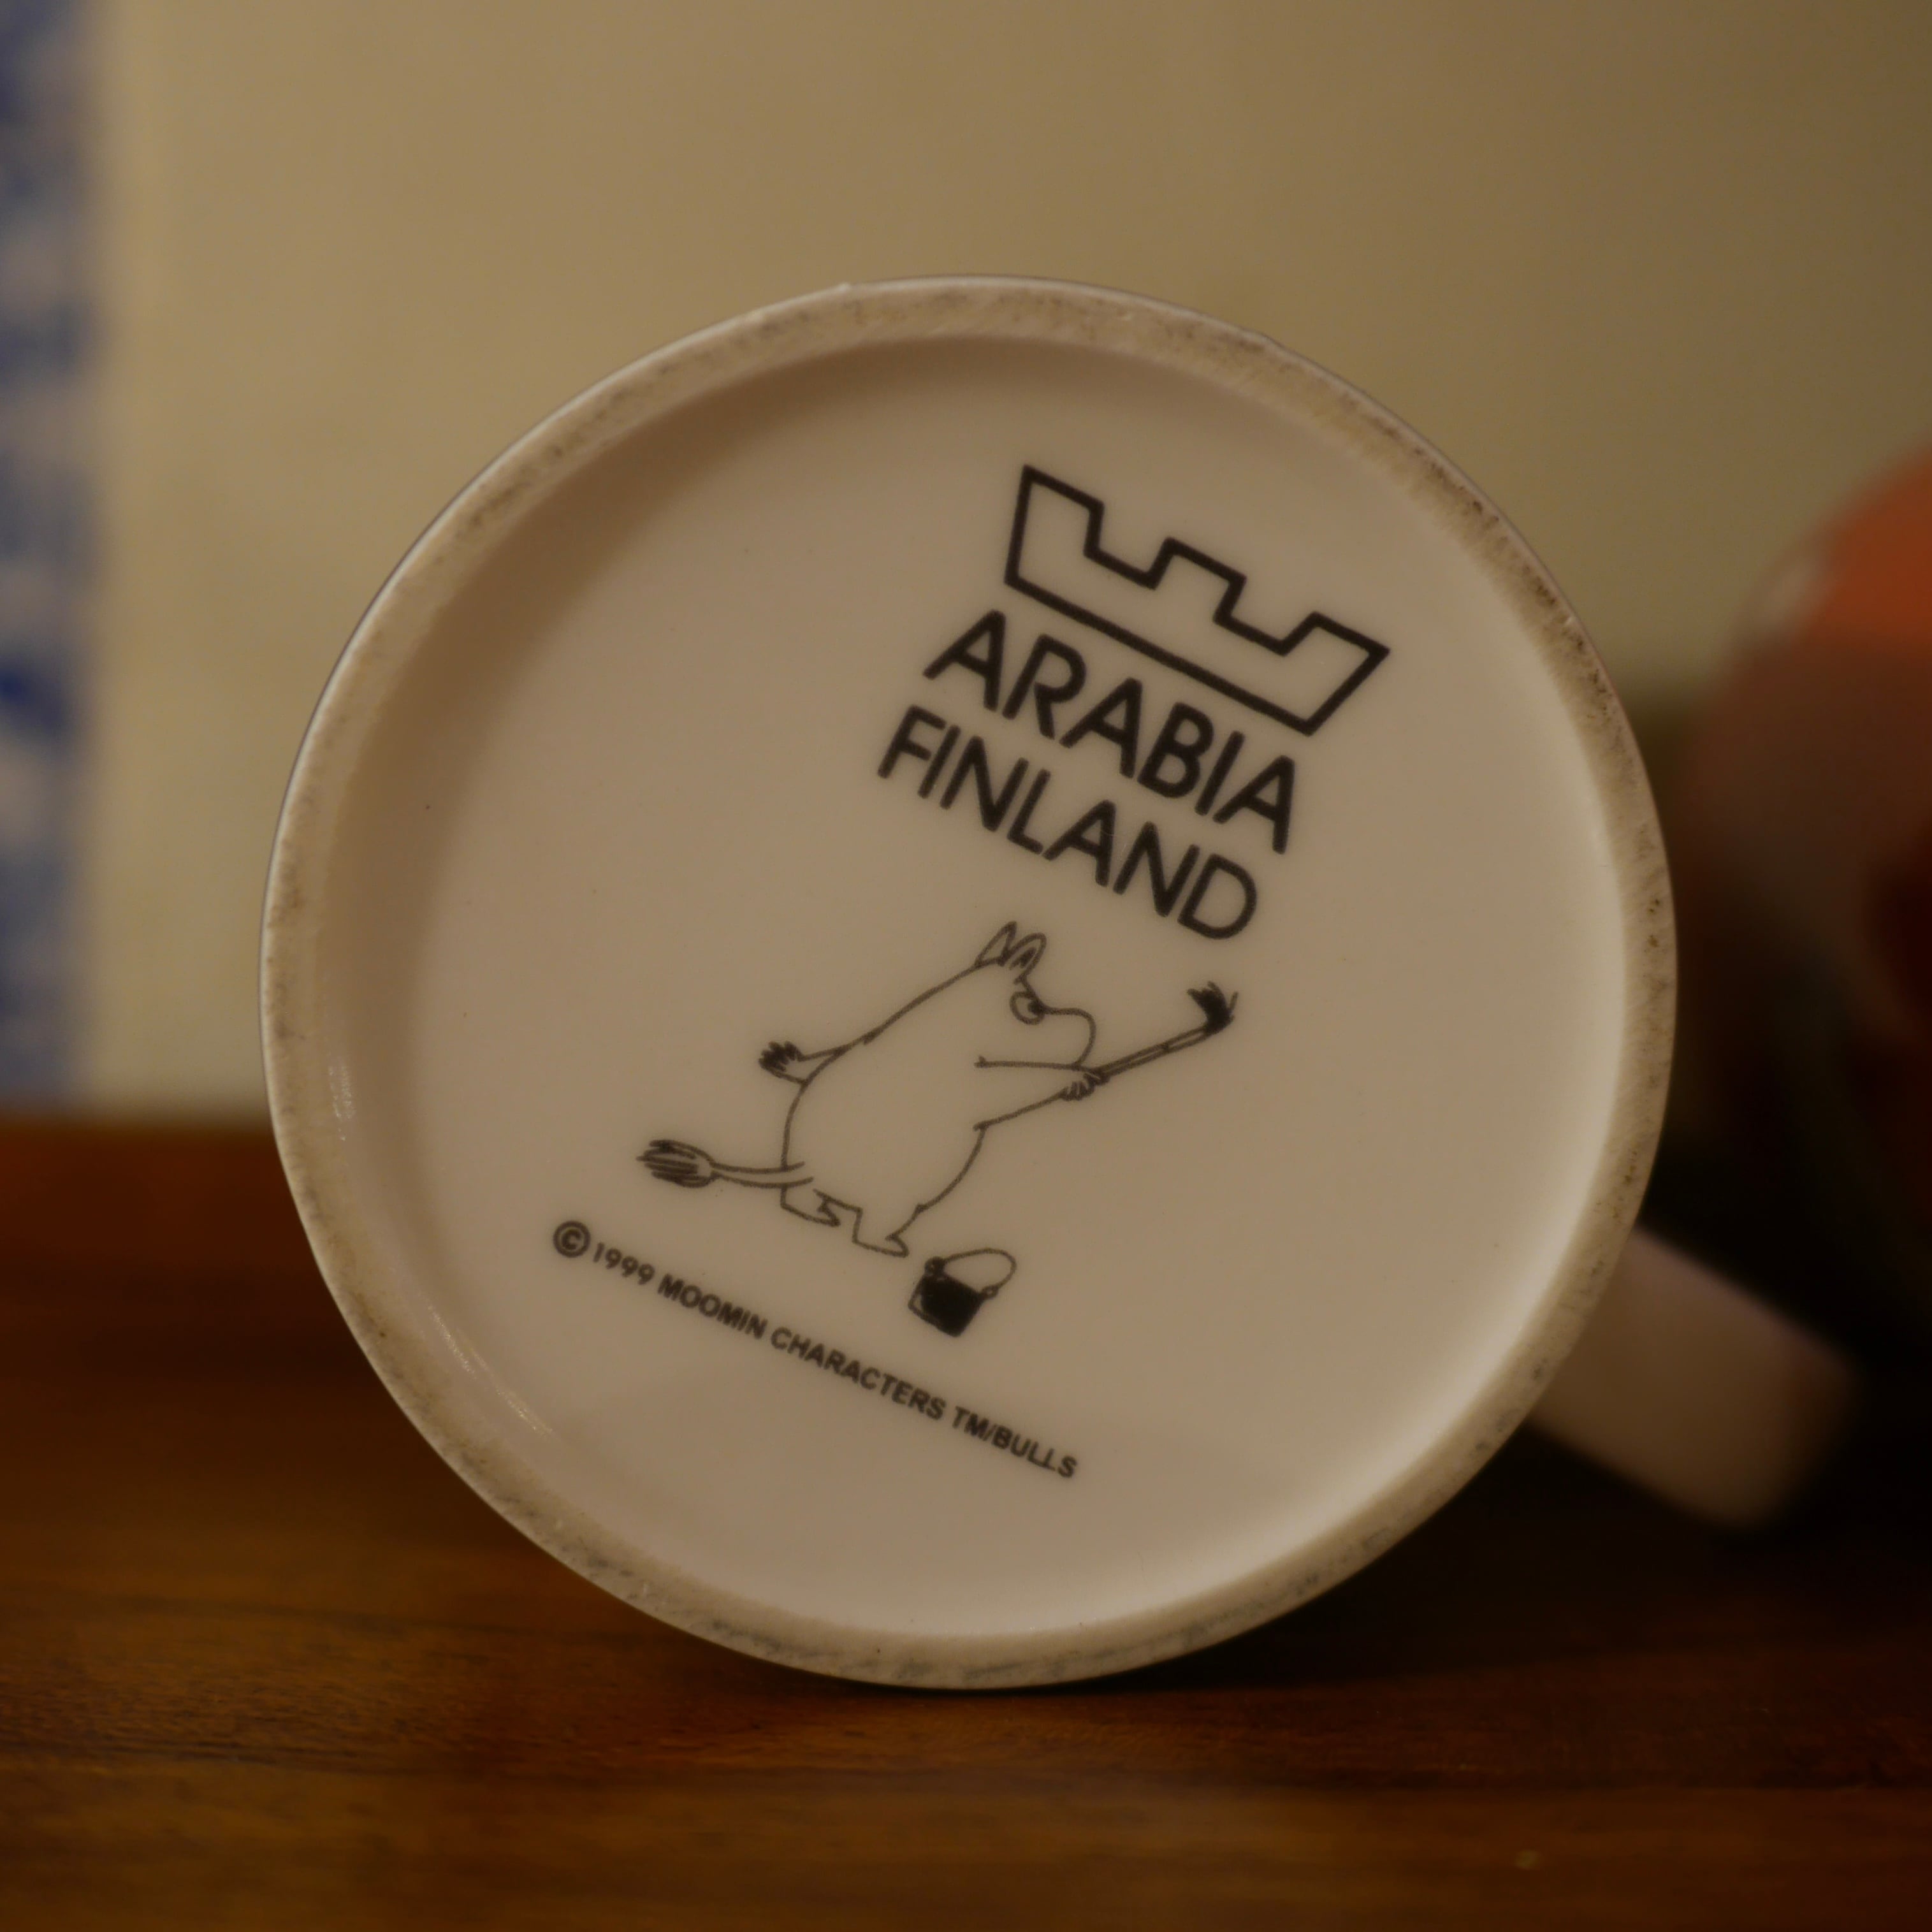 ARABIA
FINLAND
© 1999 MOOMIN CHARACTERS TM/BULLS